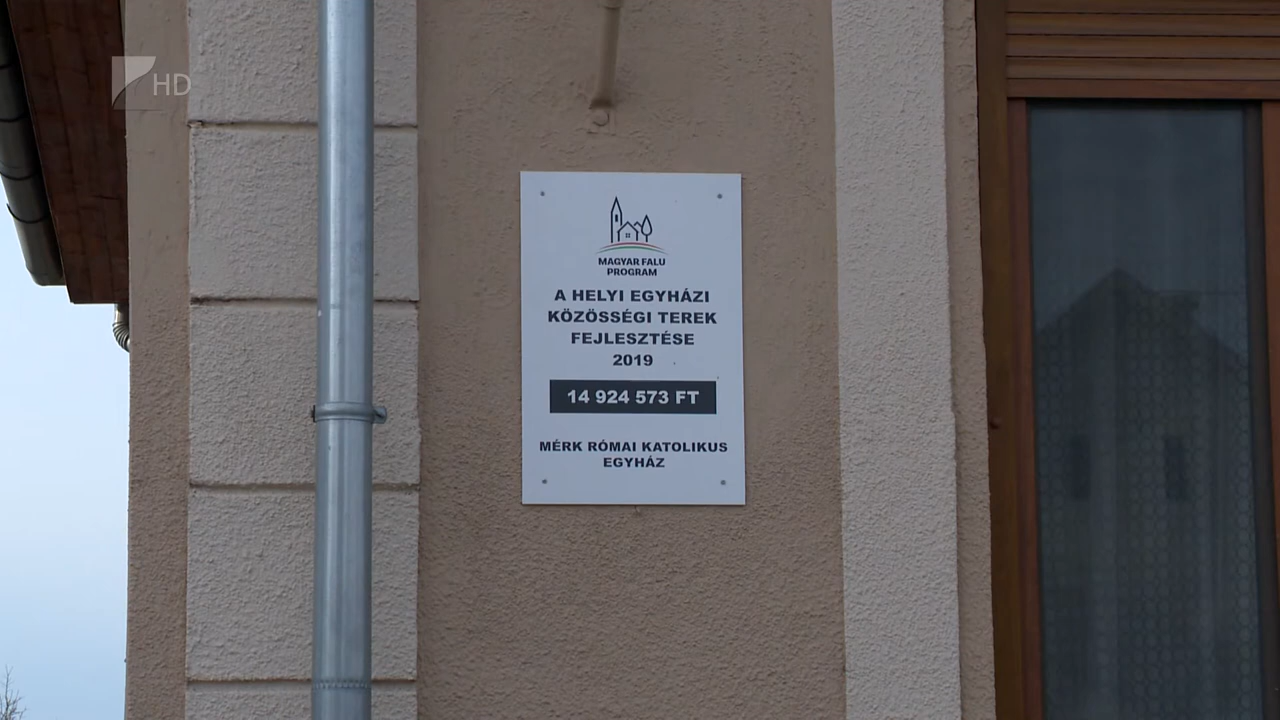 HD
MAGYAR FALU
PROGRAM
A HELYI EGYHÁZI
KÖZÖSSÉGI TEREK
FEJLESZTÉSE
2019
14 924 573 FT
MÉRK RÓMAI KATOLIKUS
EGYHÁZ